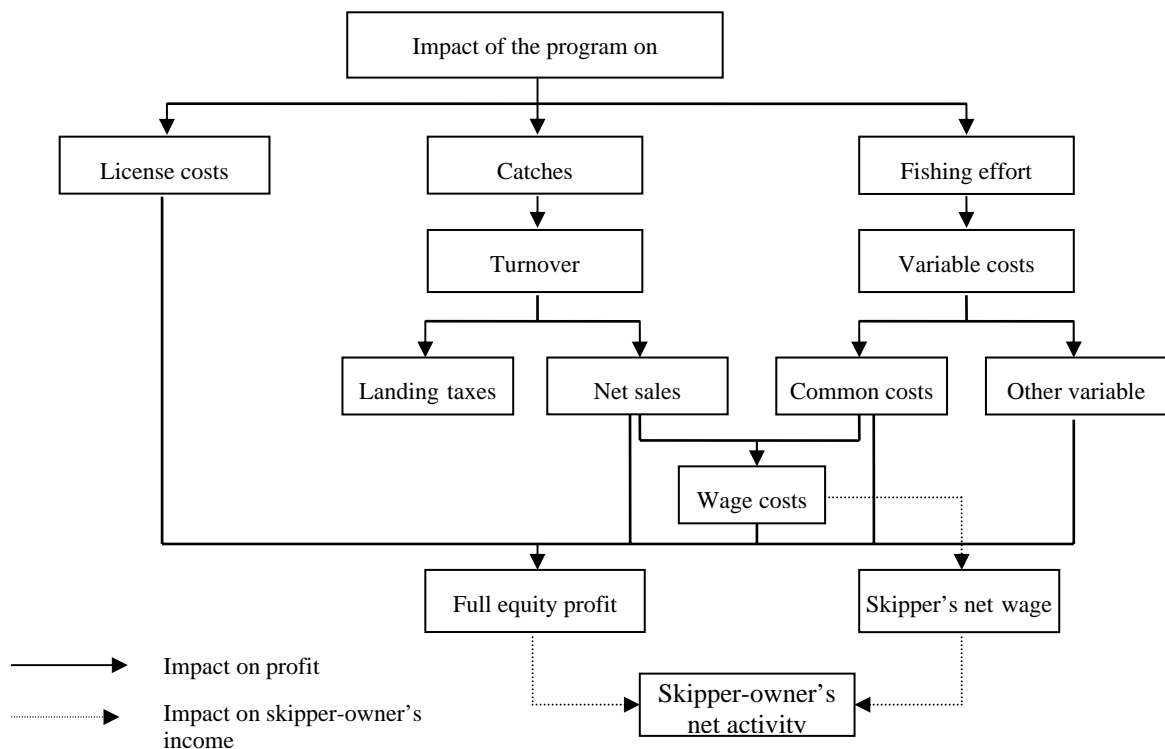 Impact of the program on
License costs
Catches
Fishing effort
Turnover
Variable costs
Landing taxes
Net sales
Common costs
Other variable
Wage costs
Full equity profit
Skipper's net wage
Impact on profit
Skipper-owner's
net activity
Impact on skipper-owner's
income